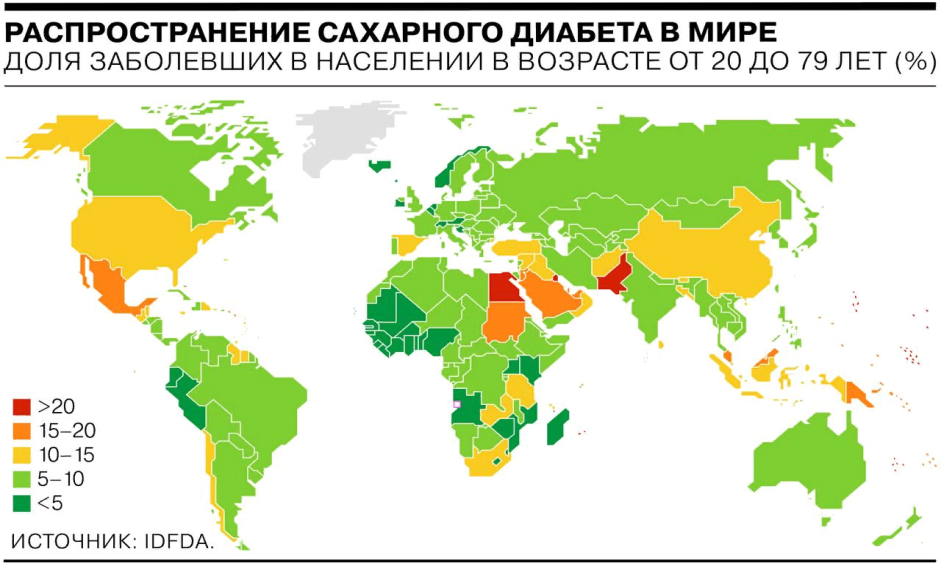 РАСПРОСТРАНЕНИЕ САХАРНОГО ДИАБЕТА В МИРЕ
ДОЛЯ ЗАБОЛЕВШИХ В НАСЕЛЕНИИ В ВОЗРАСТЕ ОТ 20 ДО 79 ЛЕТ (%)
>20
15–20
10–15
5–10
<5
ИСТОЧНИК: IDFDA.